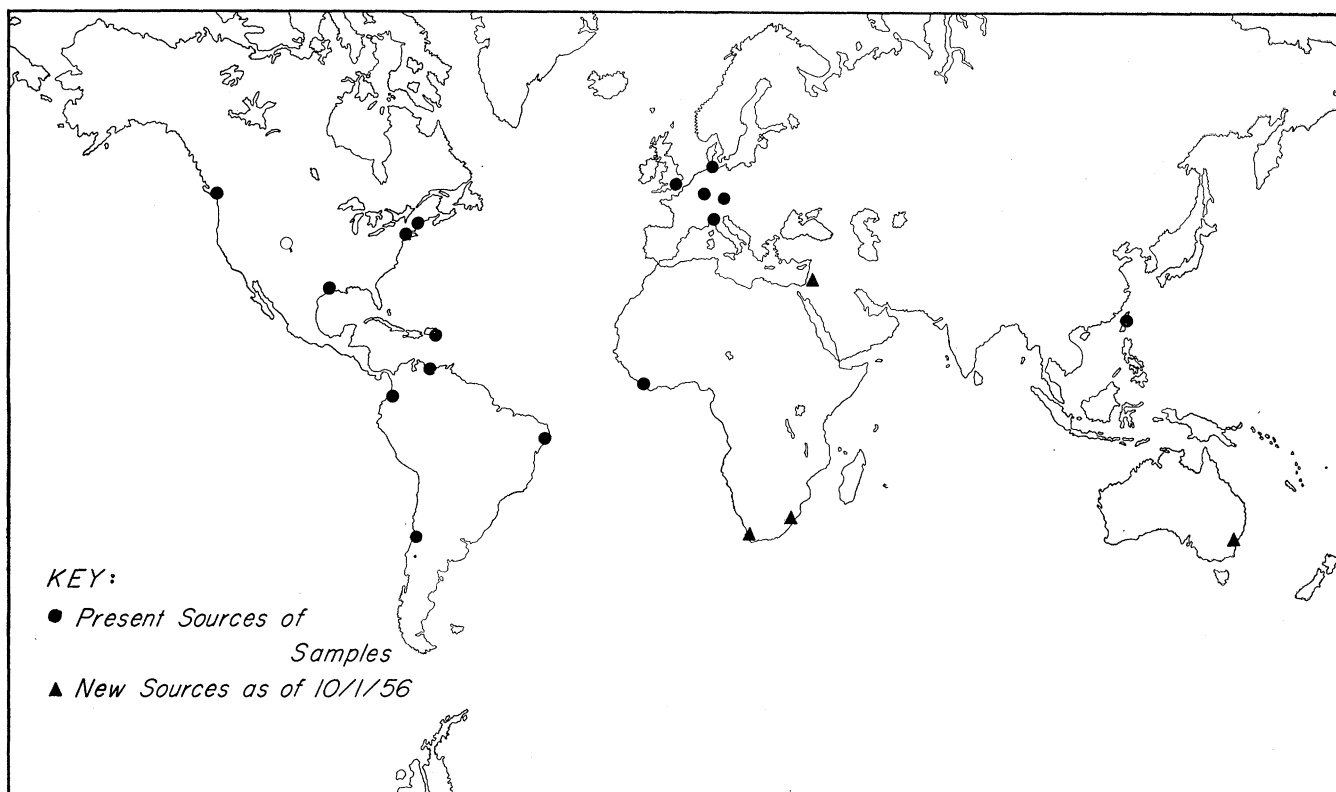 KEY:
● Present Sources of
Samples
▲ New Sources as of 10/1/56